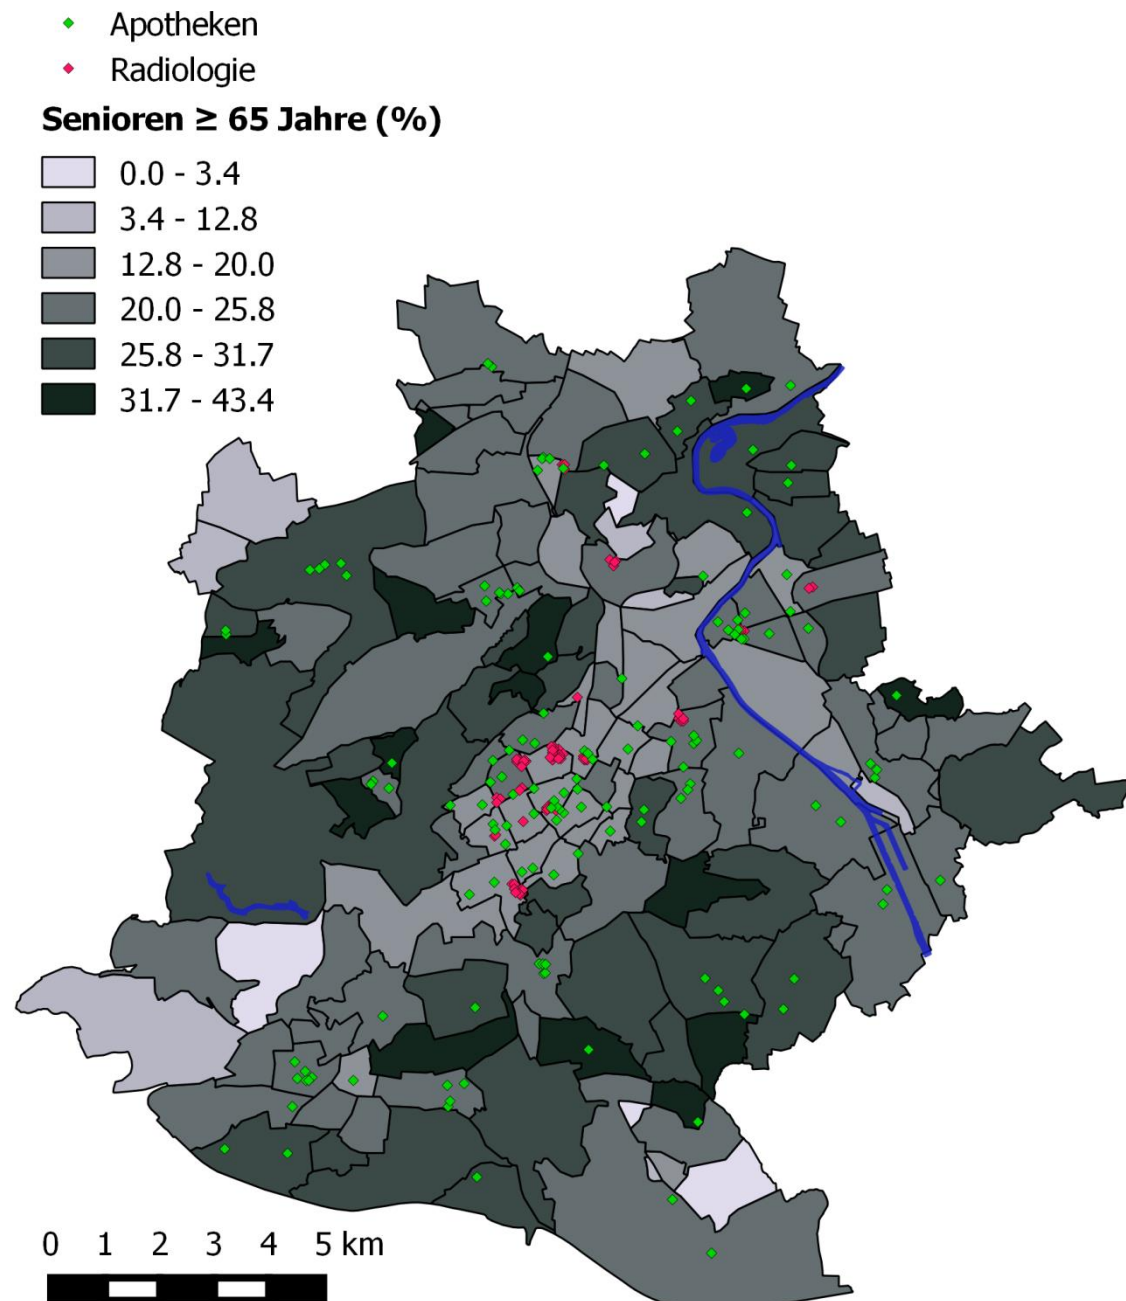 Apotheken
Radiologie
Senioren ≥ 65 Jahre (%)
0.0 - 3.4
3.4 - 12.8
12.8 - 20.0
20.0 - 25.8
25.8 - 31.7
31.7 - 43.4
0 1 2 3 4 5 km